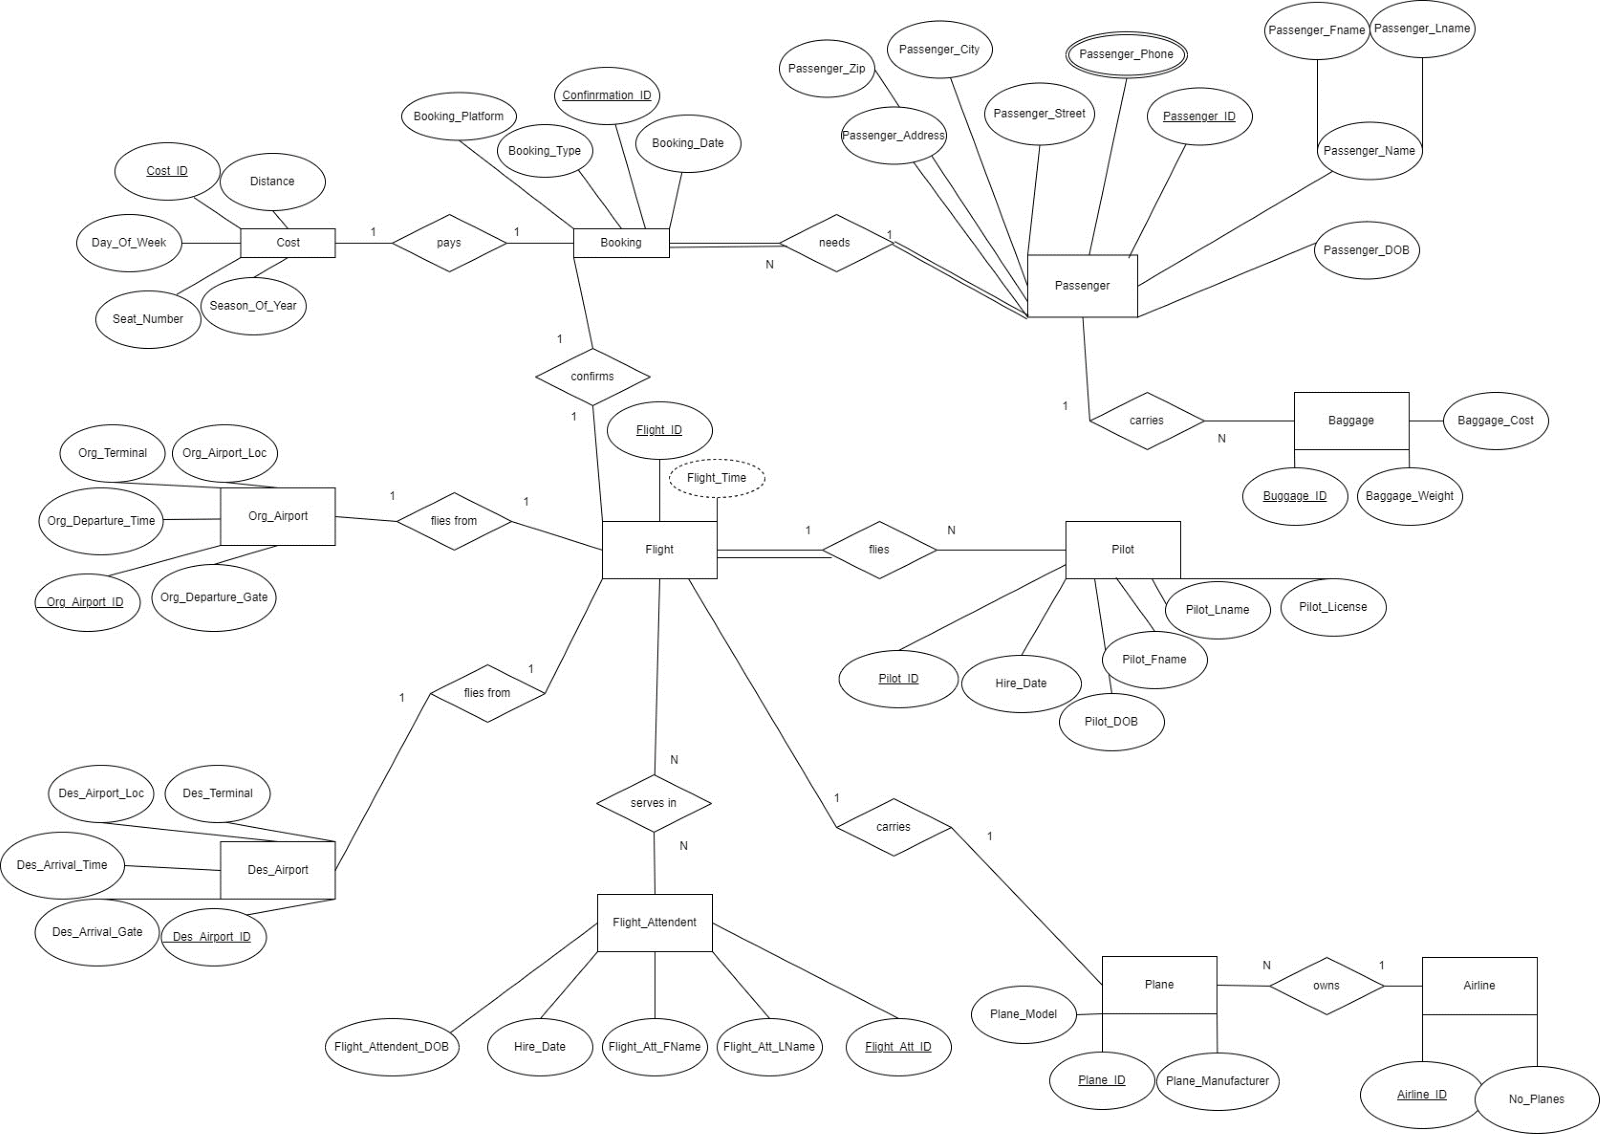 Passenger_Fname
Passenger_Lname
Passenger_City
Passenger_Phone
Passenger_Zip
Confinrmation_ID
Booking_Platform
Passenger_Street
Passenger_ID
Passenger_Address
Booking_Date
Booking_Type
Passenger_Name
Cost_ID
Distance
1
1
1
Day_Of_Week
Cost
pays
Booking
needs
Passenger_DOB
N
Passenger
Season_Of_Year
Seat_Number
1
confirms
1
1
carries
Baggage
Baggage_Cost
N
Flight_ID
Org_Terminal
Org_Airport_Loc
Flight_Time
1
1
Buggage_ID
Baggage_Weight
Org_Airport
Org_Departure_Time
flies from
1
N
Flight
flies
Pilot
Org_Airport_ID
Org_Departure_Gate
Pilot_Lname
Pilot_License
Pilot_Fname
1
1
flies from
Pilot_ID
Hire_Date
Pilot_DOB
N
Des_Airport_Loc
Des_Terminal
serves in
1
carries
1
N
Des_Arrival_Time
Des_Airport
Des_Arrival_Gate
Des_Airport_ID
Flight_Attendent
N
1
Plane
owns
Airline
Plane_Model
Flight_Attendent_DOB
Hire_Date
Flight_Att_FName
Flight_Att_LName
Flight_Att_ID
Plane_ID
Plane_Manufacturer
Airline_ID
No_Planes